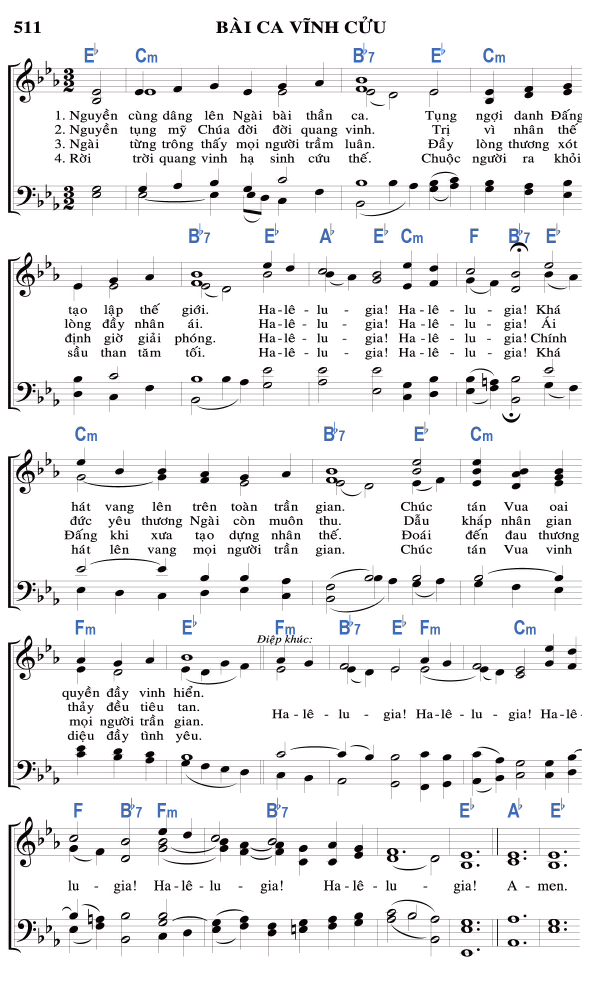 511 BÀI CA VĨNH CỬU
E♭ Cm B♭7 E♭ Cm
1. Nguyền cùng dâng lên Ngài bài thần ca. Tụng ngợi danh Đấng
2. Nguyền tụng mỹ Chúa đời đời quang vinh. Trị vì nhân thế
3. Ngài từng trông thấy mọi người trầm luân. Đầy lòng thương xót
4. Rời trời quang vinh hạ sinh cứu thế. Chuộc người ra khỏi
B♭7 E♭ A♭ E♭ Cm F B♭7 E♭
tạo lập thế giới. Ha-lê-lu-gia! Ha-lê-lu-gia! Khá
lòng đầy nhân ái. Ha-lê-lu-gia! Ha-lê-lu-gia! Ái
định giờ giải phóng. Ha-lê-lu-gia! Ha-lê-lu-gia! Chính
sầu than tăm tối. Ha-lê-lu-gia! Ha-lê-lu-gia! Khá
Cm B♭7 E♭ Cm
hát vang lên trên toàn trần gian. Chúc tán Vua oai
đức yêu thương Ngài còn muôn thu. Dẫu khắp nhân gian
Đấng khi xưa tạo dựng nhân thế. Đoái đến đau thương
hát lên vang mọi người trần gian. Chúc tán Vua vinh
Fm E♭ Điệp khúc: Fm B♭7 E♭ Fm Cm
quyền đầy vinh hiển.
thảy đều tiêu tan.
Ha-lê-lu-gia! Ha-lê-lu-gia! Ha-lê-
mọi người trần gian.
diệu đầy tình yêu.
F B♭7 Fm B♭7 E♭ A♭ E♭
lu-gia! Ha-lê-lu-gia! Ha-lê-lu-gia! A-men.